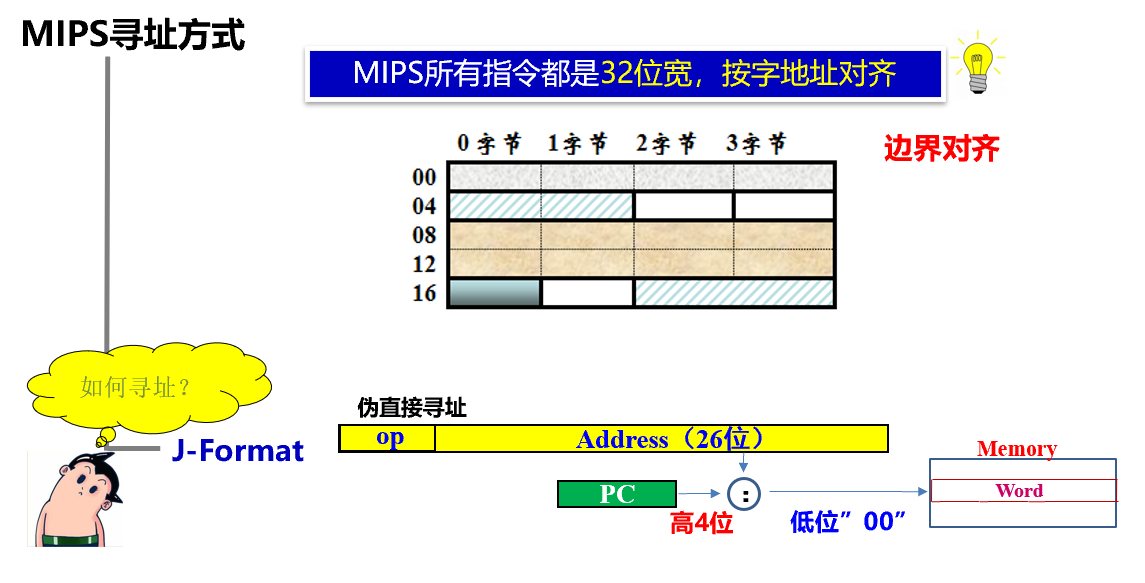 MIPS寻址方式
MIPS所有指令都是32位宽，按字地址对齐
0字节 1字节 2字节 3字节
边界对齐
00
04
08
12
16
如何寻址？
J-Format
伪直接寻址
op
Address（26位）
Memory
PC
:
Word
高4位
低位”00”